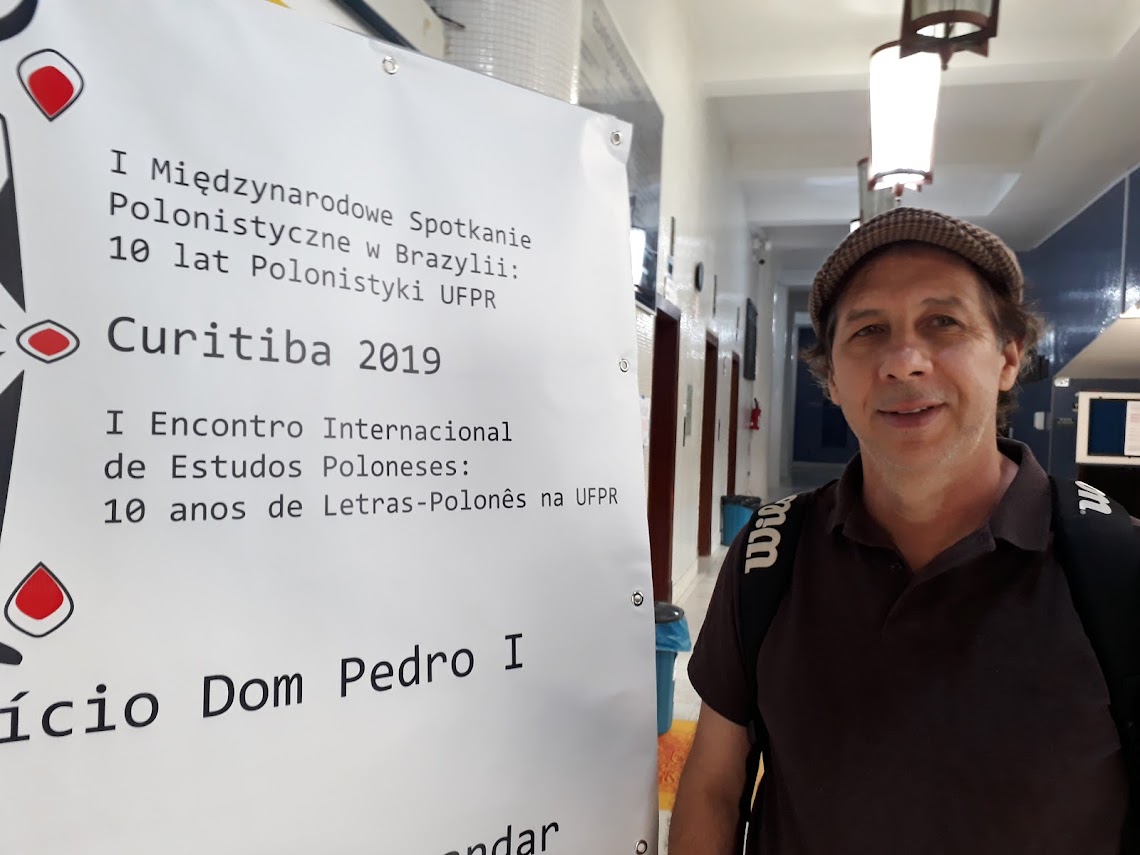 I Międzynarodowe Spotkanie
Polonistyczne w Brazylii:
10 lat Polonistyki UFPR
Curitiba 2019
I Encontro Internacional
de Estudos Poloneses:
10 anos de Letras-Polonês na UFPR
ício Dom Pedro I
andar